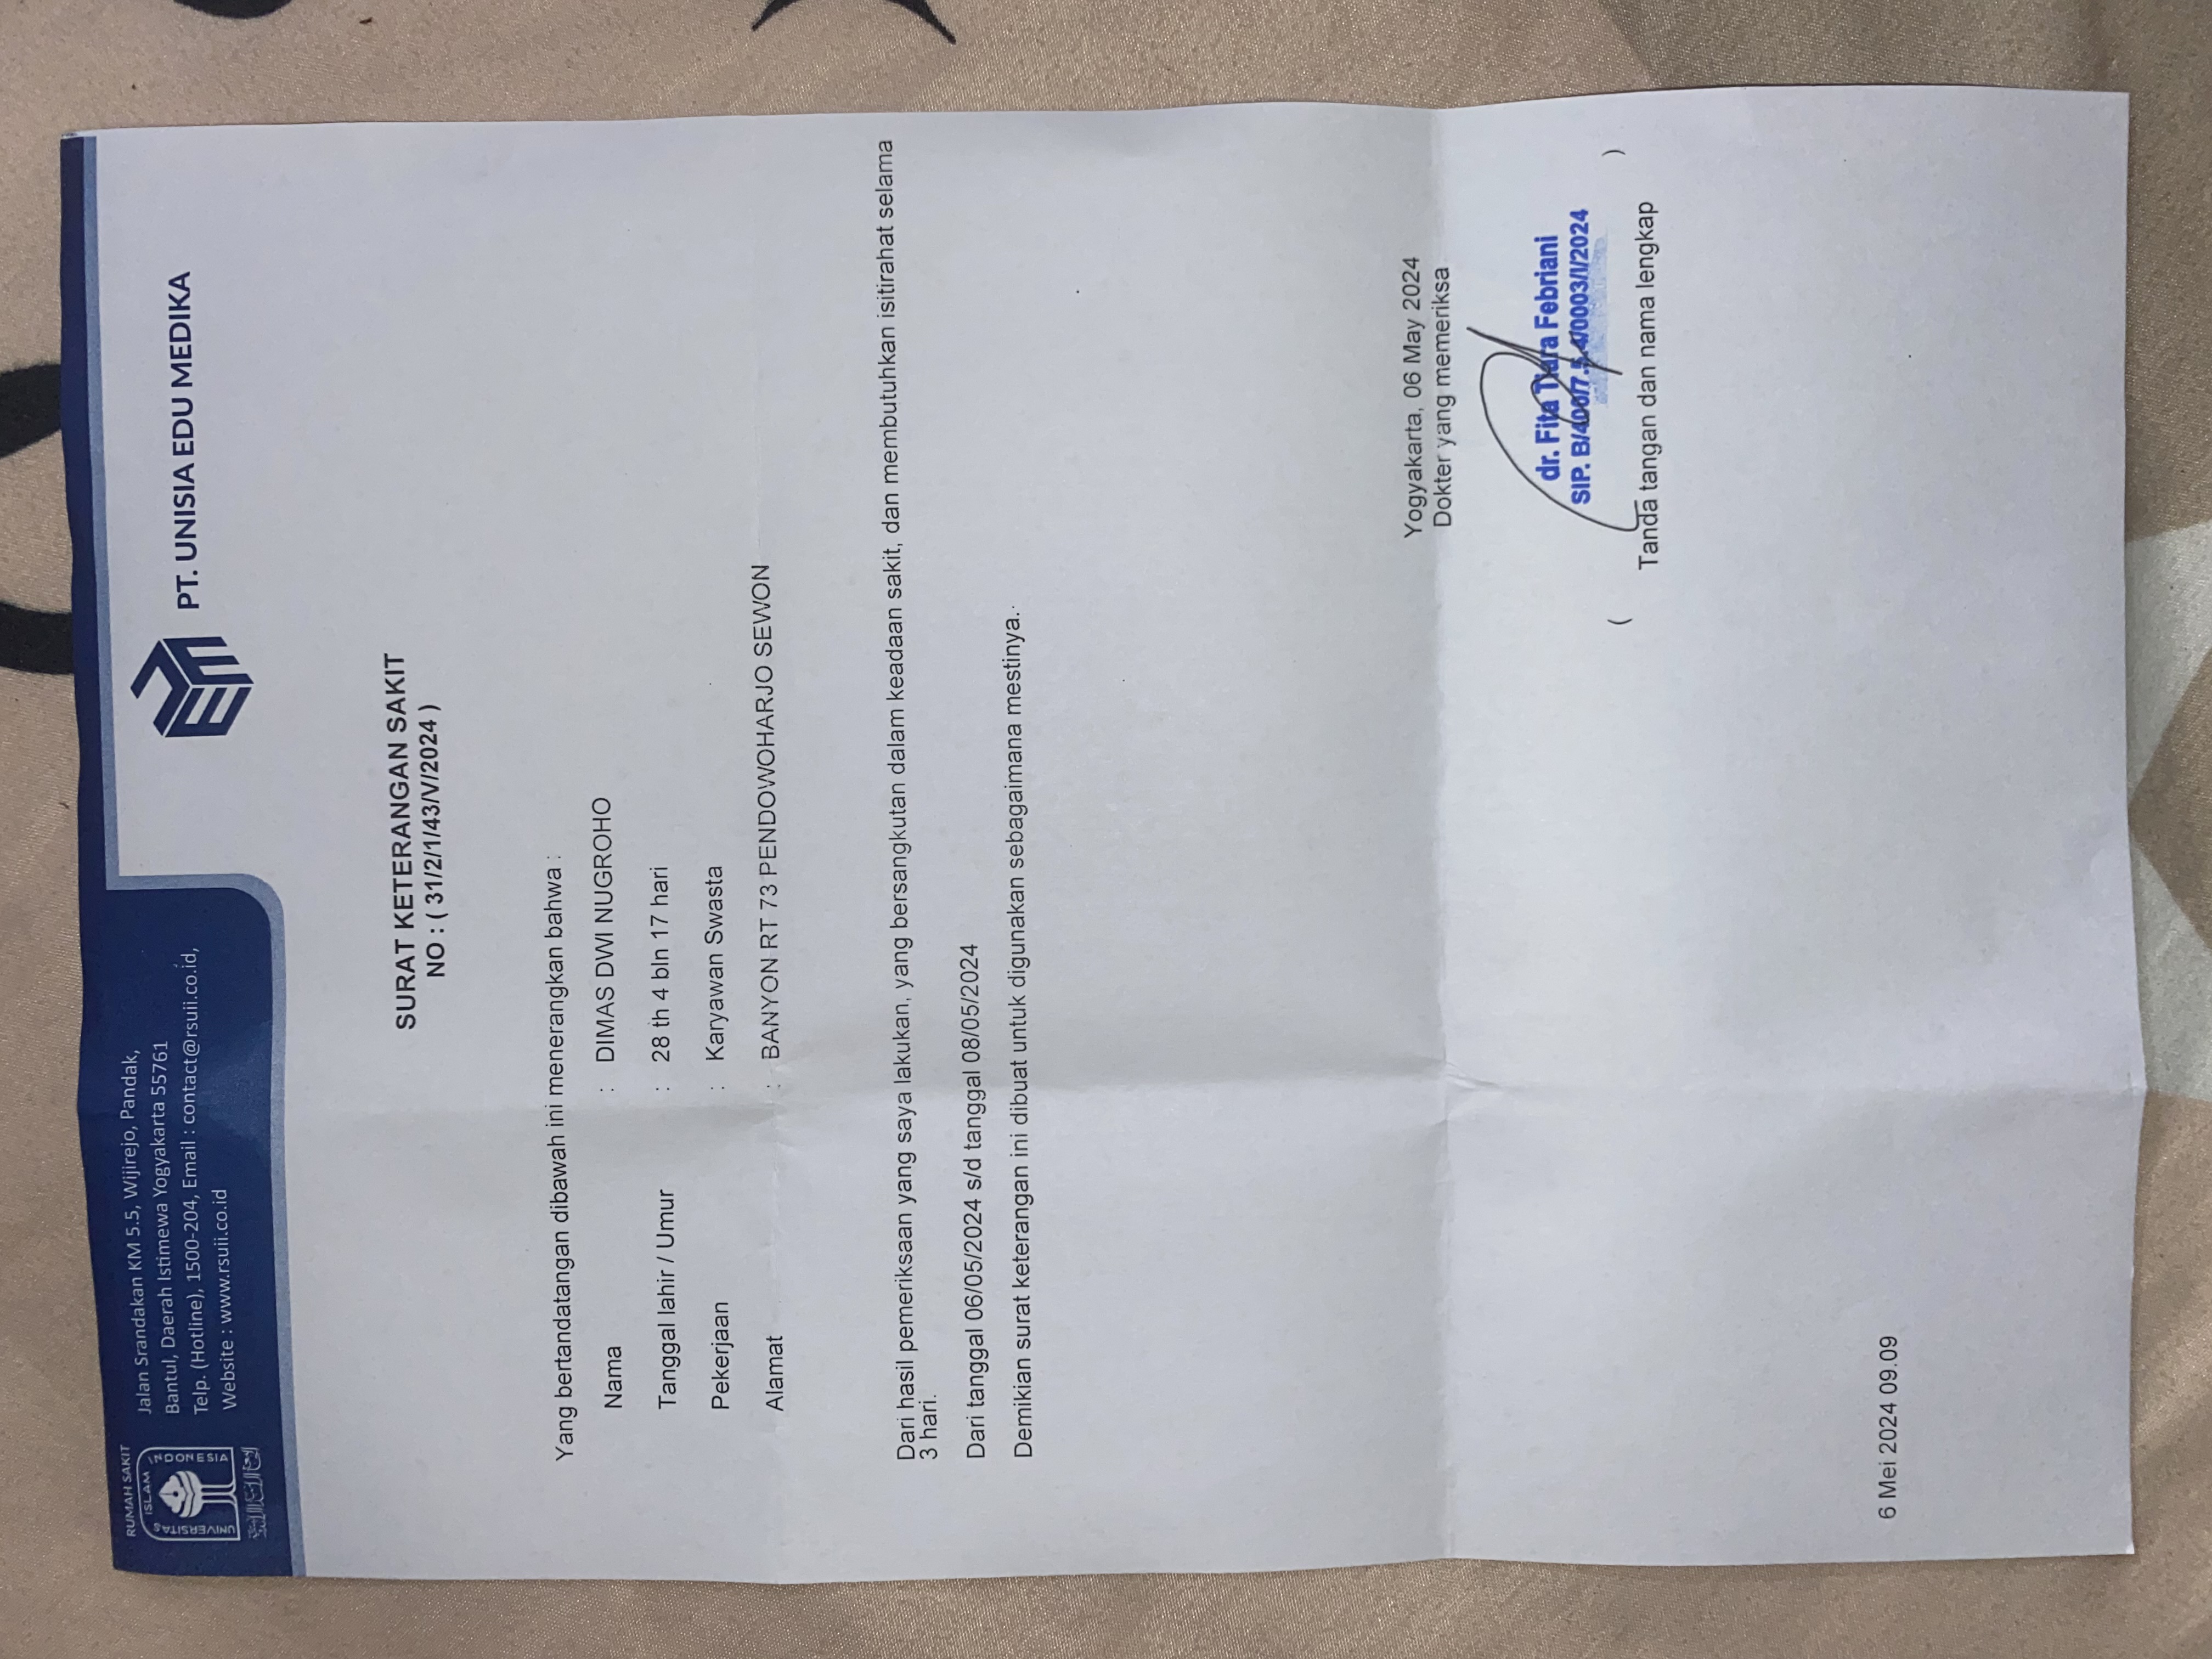 RUMAH SAKIT
ISLAM
UNIVERSITAS
INDONESIA
Jalan Srandakan KM 5.5, Wijirejo, Pandak,
Bantul, Daerah Istimewa Yogyakarta 55761
Telp. (Hotline), 1500-204, Email : contact@rsuii.co.id,
Website : www.rsuii.co.id
UEM
PT. UNISIA EDU MEDIKA
SURAT KETERANGAN SAKIT
NO : ( 31/2/1/43/V/2024 )
Yang bertandatangan dibawah ini menerangkan bahwa :
Nama : DIMAS DWI NUGROHO
Tanggal lahir / Umur : 28 th 4 bln 17 hari
Pekerjaan : Karyawan Swasta
Alamat : BANYON RT 73 PENDOWOHARJO SEWON
Dari hasil pemeriksaan yang saya lakukan, yang bersangkutan dalam keadaan sakit, dan membutuhkan isitirahat selama
3 hari.
Dari tanggal 06/05/2024 s/d tanggal 08/05/2024
Demikian surat keterangan ini dibuat untuk digunakan sebagaimana mestinya.
Yogyakarta, 06 May 2024
Dokter yang memeriksa
dr. Fita Tiara Febriani
SIP. B/400/7.5.4/0003/I/2024
( )
Tanda tangan dan nama lengkap
6 Mei 2024 09.09